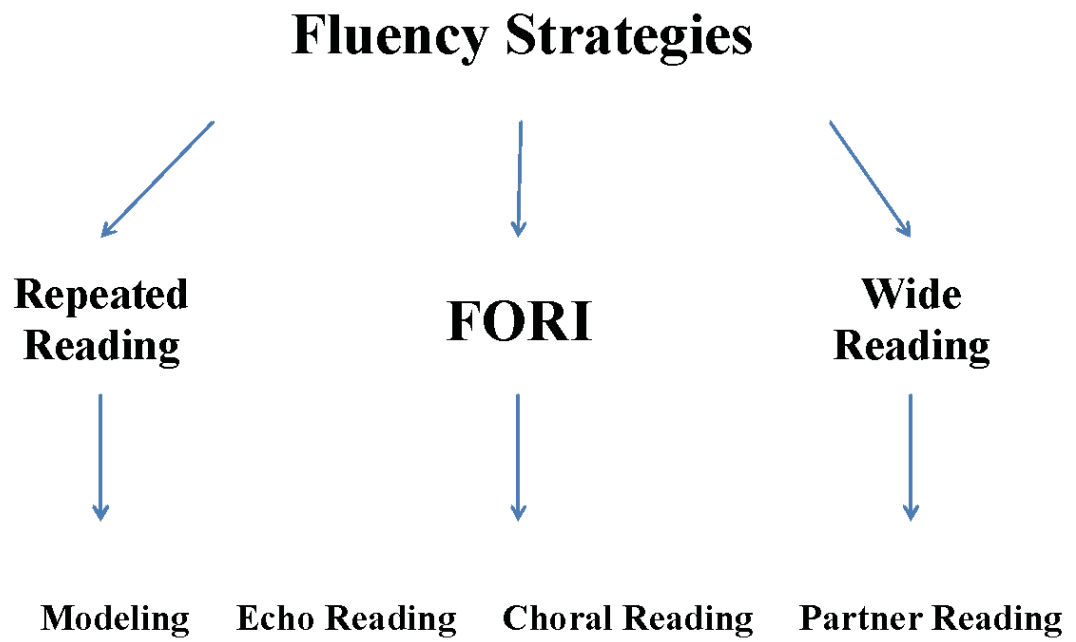 Fluency Strategies
Repeated
Reading
FORI
Wide
Reading
Modeling
Echo Reading
Choral Reading
Partner Reading